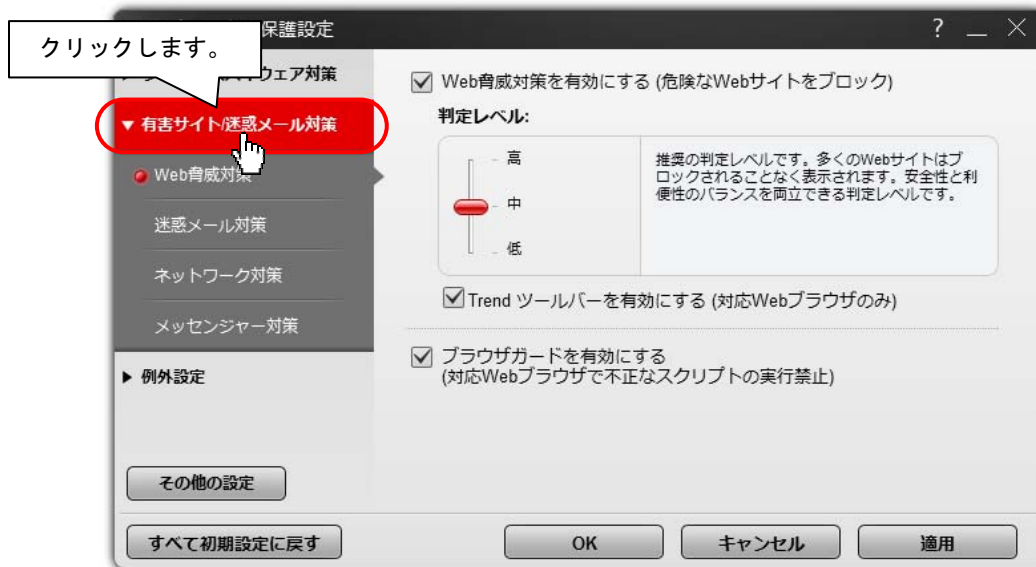 クリックします。
保護設定
ウェア対策
▼ 有害サイト/迷惑メール対策
Web脅威対策
迷惑メール対策
ネットワーク対策
メッセンジャー対策
▶ 例外設定
その他の設定
Web脅威対策を有効にする (危険なWebサイトをブロック)
判定レベル:
高
中
低
推奨の判定レベルです。多くのWebサイトはブ
ロックされることなく表示されます。安全性と利
便性のバランスを両立できる判定レベルです。
Trend ツールバーを有効にする (対応Webブラウザのみ)
ブラウザガードを有効にする
(対応Webブラウザで不正なスクリプトの実行禁止)
すべて初期設定に戻す
OK
キャンセル
適用